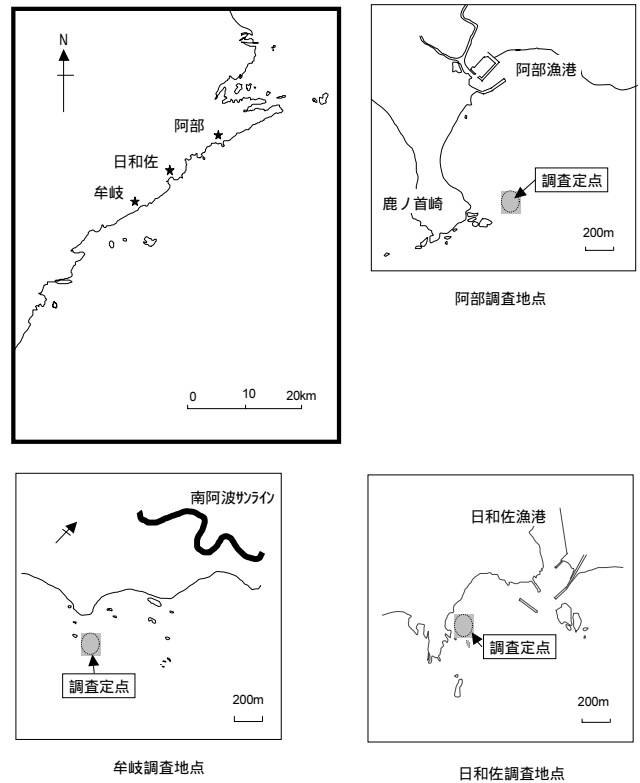 N
阿部
日和佐
牟岐
0 10 20km
阿部漁港
調査定点
鹿ノ首崎
200m
阿部調査地点
南阿波ｻﾝﾗｲﾝ
調査定点
200m
牟岐調査地点
日和佐漁港
調査定点
200m
日和佐調査地点